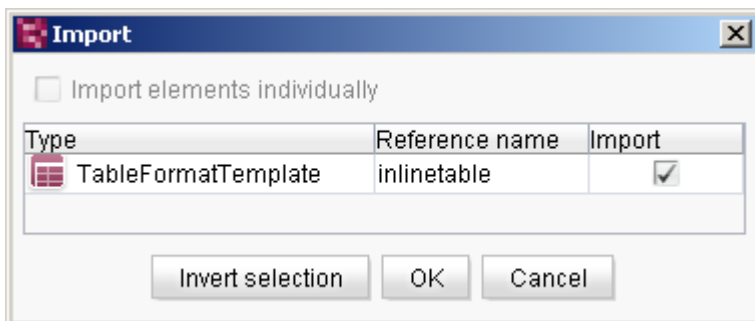 Import
Import elements individually
Type Reference name Import
TableFormatTemplate inlinetable
Invert selection OK Cancel